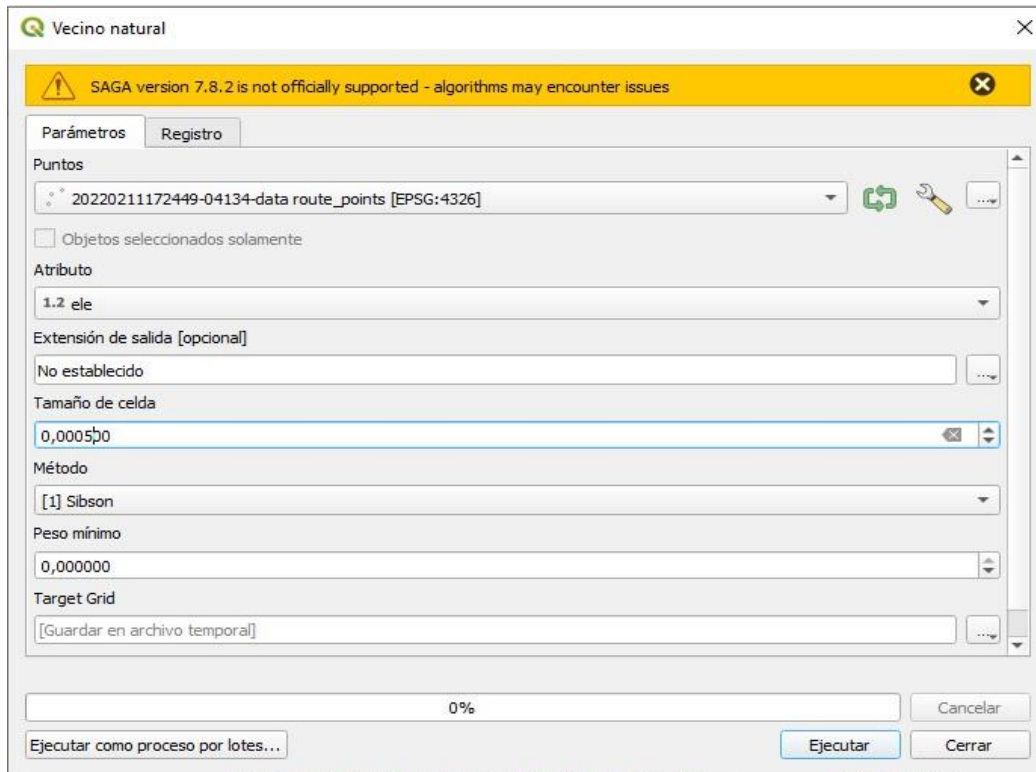 Vecino natural
SAGA version 7.8.2 is not officially supported - algorithms may encounter issues
Parámetros Registro
Puntos
20220211172449-04134-data route_points [EPSG:4326]
...
Objetos seleccionados solamente
Atributo
1.2 ele
Extensión de salida [opcional]
No establecido
...
Tamaño de celda
0,000500
Método
[1] Sibson
Peso mínimo
0,000000
Target Grid
[Guardar en archivo temporal]
...
0%
Cancelar
Ejecutar como proceso por lotes...
Ejecutar
Cerrar